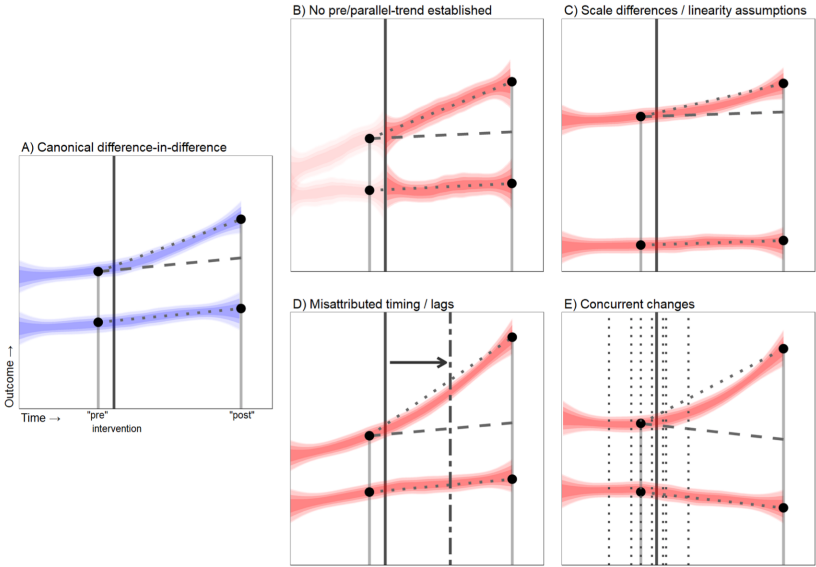 A) Canonical difference-in-difference
Outcome →
Time →
"pre"
"post"
intervention
B) No pre/parallel-trend established
C) Scale differences / linearity assumptions
D) Misattributed timing / lags
E) Concurrent changes